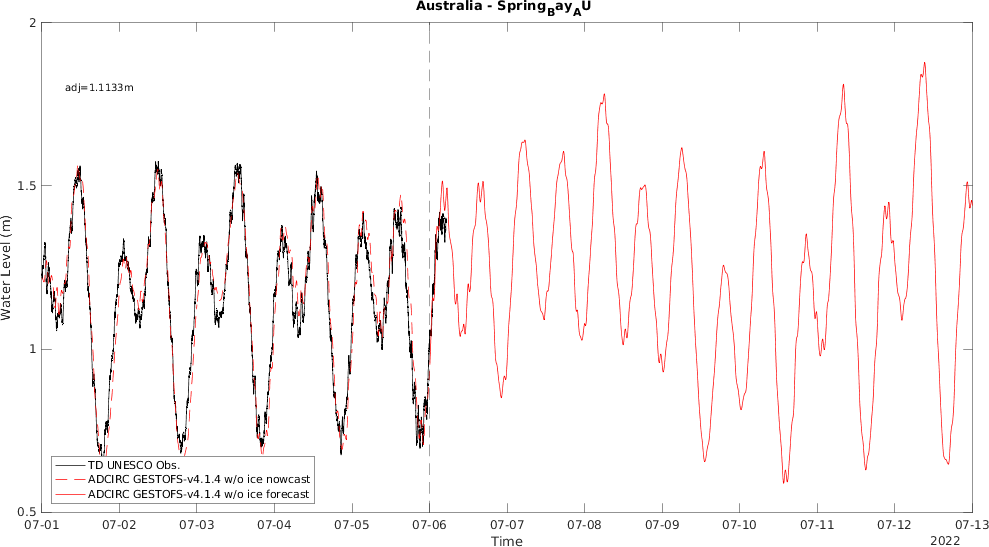 Australia - SpringBayAU
2
adj=1.1133m
1.5
Water Level (m)
1
TD UNESCO Obs.
ADCIRC GESTOFS-v4.1.4 w/o ice nowcast
ADCIRC GESTOFS-v4.1.4 w/o ice forecast
0.5
07-01 07-02 07-03 07-04 07-05 07-06 07-07 07-08 07-09 07-10 07-11 07-12 07-13
Time
2022